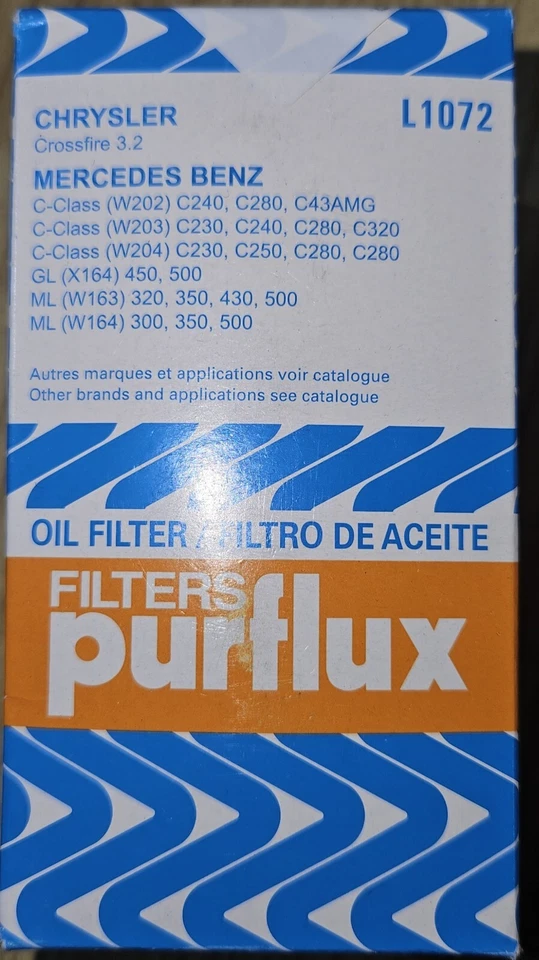 CHRYSLER
L1072
Crossfire 3.2
MERCEDES BENZ
C-Class (W202) C240, C280, C43AMG
C-Class (W203) C230, C240, C280, C320
C-Class (W204) C230, C250, C280, C280
GL (X164) 450, 500
ML (W163) 320, 350, 430, 500
ML (W164) 300, 350, 500
Autres marques et applications voir catalogue
Other brands and applications see catalogue
OIL FILTER / FILTRO DE ACEITE
FILTERS
purflux